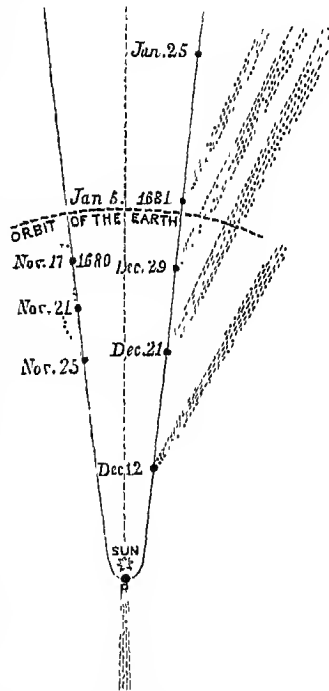 Jan. 25
Jan 5. 1681
ORBIT OF THE EARTH
Nov. 17 1680 Dec. 29
Nov. 21
Dec. 21
Nov. 25
Dec 12
SUN
P